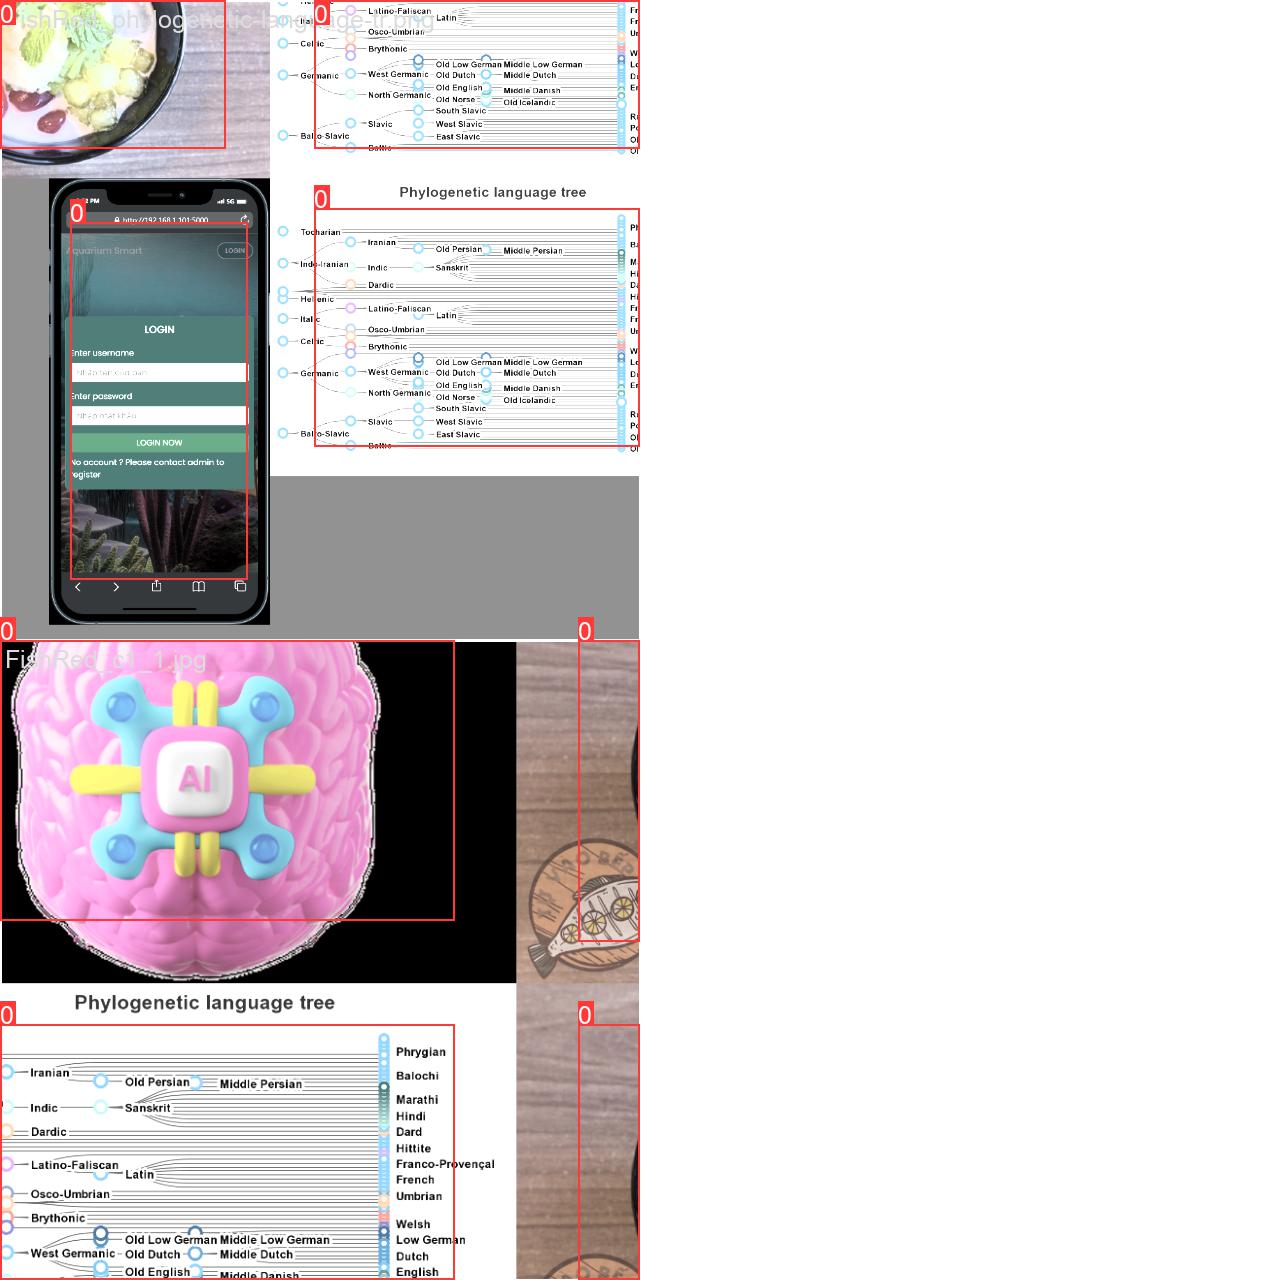 0
FishRed_phylogenetic-language-tr.png
0
Latino-Faliscan
Latin
Osco-Umbrian
Celtic
Brythonic
Old Low German Middle Low German
Germanic
West Germanic
Old Dutch
Middle Dutch
Old English
Middle Danish
North Germanic
Old Norse
Old Icelandic
South Slavic
Slavic
West Slavic
Balto-Slavic
East Slavic
Baltic
0
PM
5G
http://192.168.1.101:5000
Aquarium Smart
LOGIN
LOGIN
Enter username
Nhập tên của bạn
Enter password
Nhập mật khẩu
LOGIN NOW
No account ? Please contact admin to
register
0
Phylogenetic language tree
Tocharian
Iranian
Old Persian
Middle Persian
Indo-Iranian
Indic
Sanskrit
Dardic
Hellenic
Latino-Faliscan
Italic
Latin
Osco-Umbrian
Celtic
Brythonic
Old Low German Middle Low German
Germanic
West Germanic
Old Dutch
Middle Dutch
Old English
Middle Danish
North Germanic
Old Norse
Old Icelandic
South Slavic
Slavic
West Slavic
Balto-Slavic
East Slavic
Baltic
0
FishRed_c1_1.jpg
AI
0
0
Phylogenetic language tree
Phrygian
Iranian
Old Persian
Middle Persian
Balochi
Marathi
Indic
Sanskrit
Hindi
Dardic
Dard
Hittite
Latino-Faliscan
Latin
Franco-Provençal
French
Osco-Umbrian
Umbrian
Brythonic
Welsh
Old Low German Middle Low German
Low German
West Germanic
Old Dutch
Middle Dutch
Dutch
Old English
Middle Danish
English
0